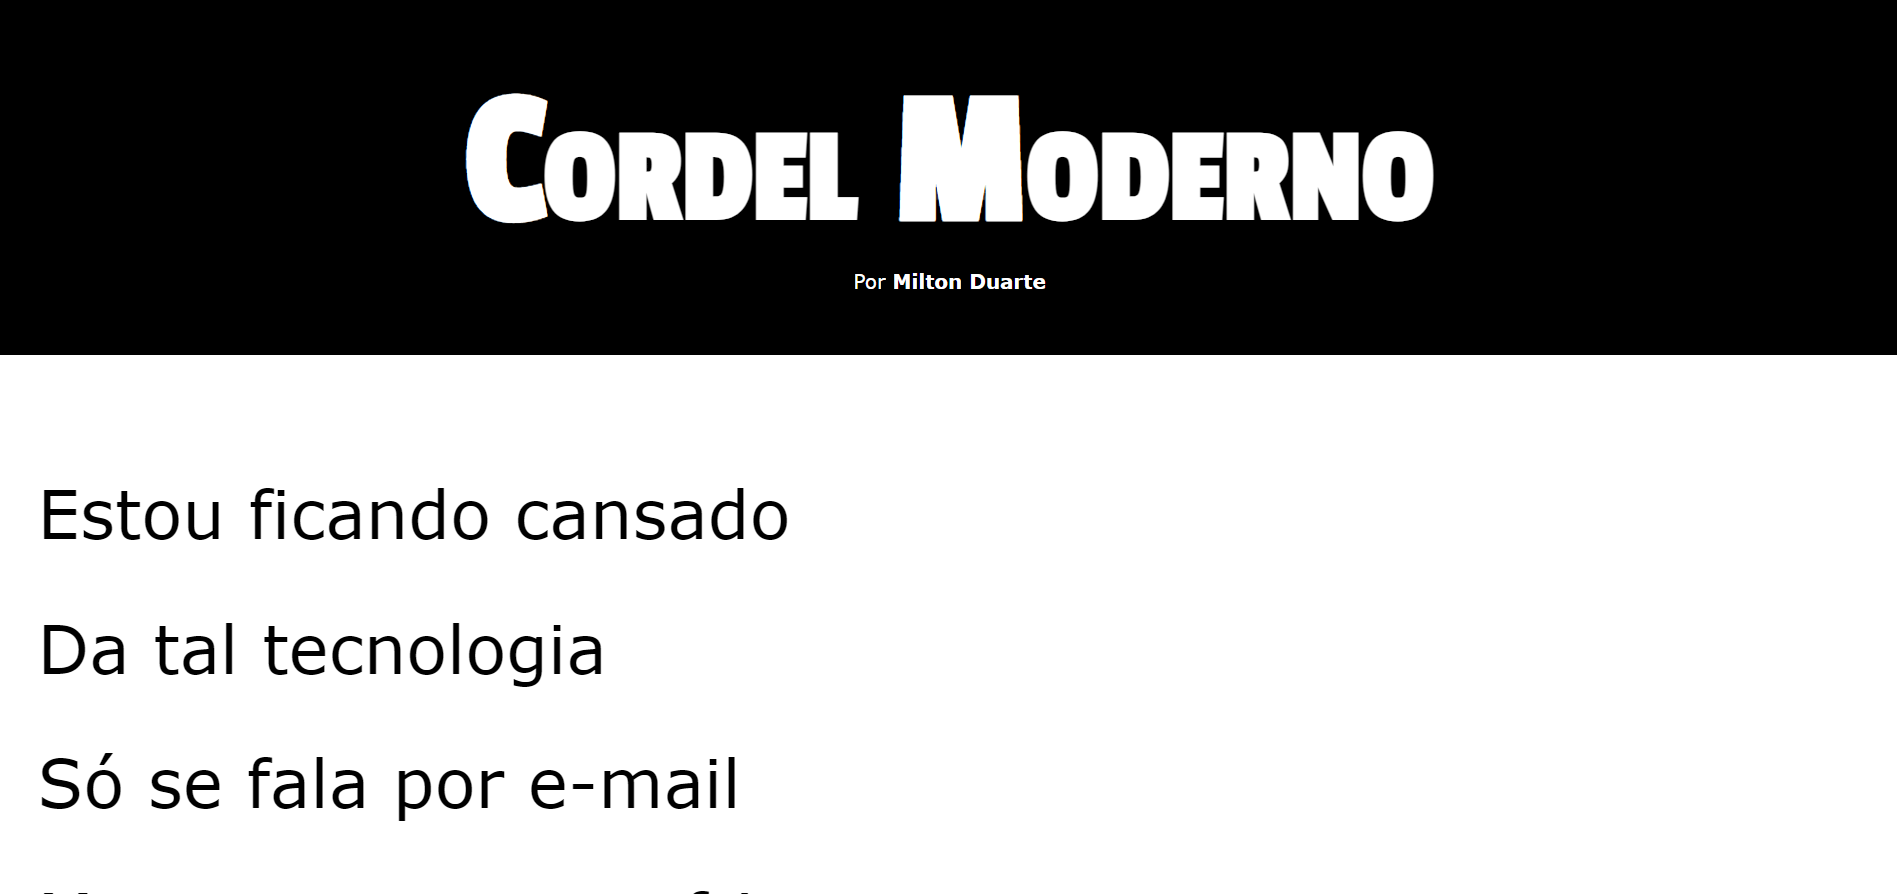 Cordel Moderno
Por Milton Duarte
Estou ficando cansado
Da tal tecnologia
Só se fala por e-mail